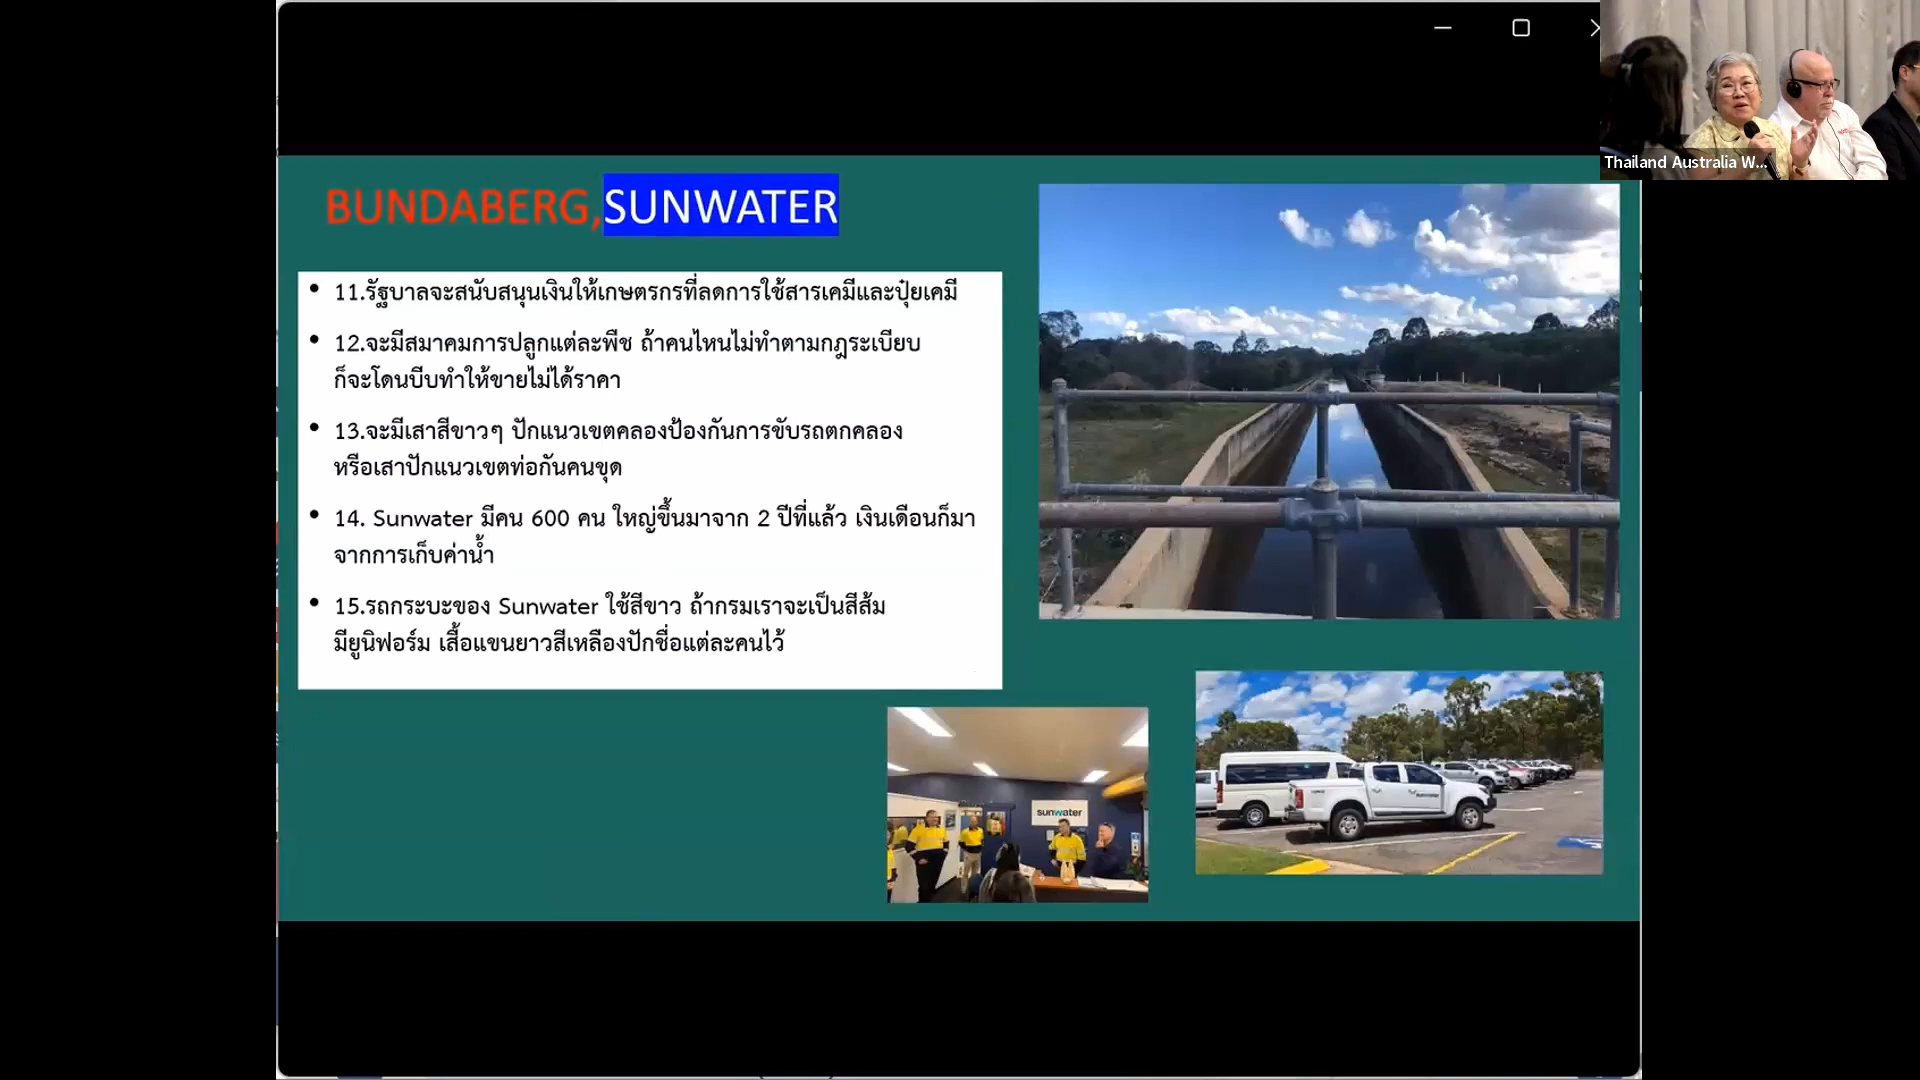 Thailand Australia W...
BUNDABERG,SUNWATER
• 11.รัฐบาลจะสนับสนุนเงินให้เกษตรกรที่ลดการใช้สารเคมีและปุ๋ยเคมี
• 12.จะมีสมาคมการปลูกแต่ละพืช ถ้าคนไหนไม่ทำตามกฎระเบียบ
ก็จะโดนบีบทำให้ขายไม่ได้ราคา
• 13.จะมีเสาสีขาวๆ ปักแนวเขตคลองป้องกันการขับรถตกคลอง
หรือเสาปักแนวเขตท่อกันคนขุด
• 14. Sunwater มีคน 600 คน ใหญ่ขึ้นมาจาก 2 ปีที่แล้ว เงินเดือนก็มา
จากการเก็บค่าน้ำ
• 15.รถกระบะของ Sunwater ใช้สีขาว ถ้ากรมเราจะเป็นสีส้ม
มียูนิฟอร์ม เสื้อแขนยาวสีเหลืองปักชื่อแต่ละคนไว้
sunwater